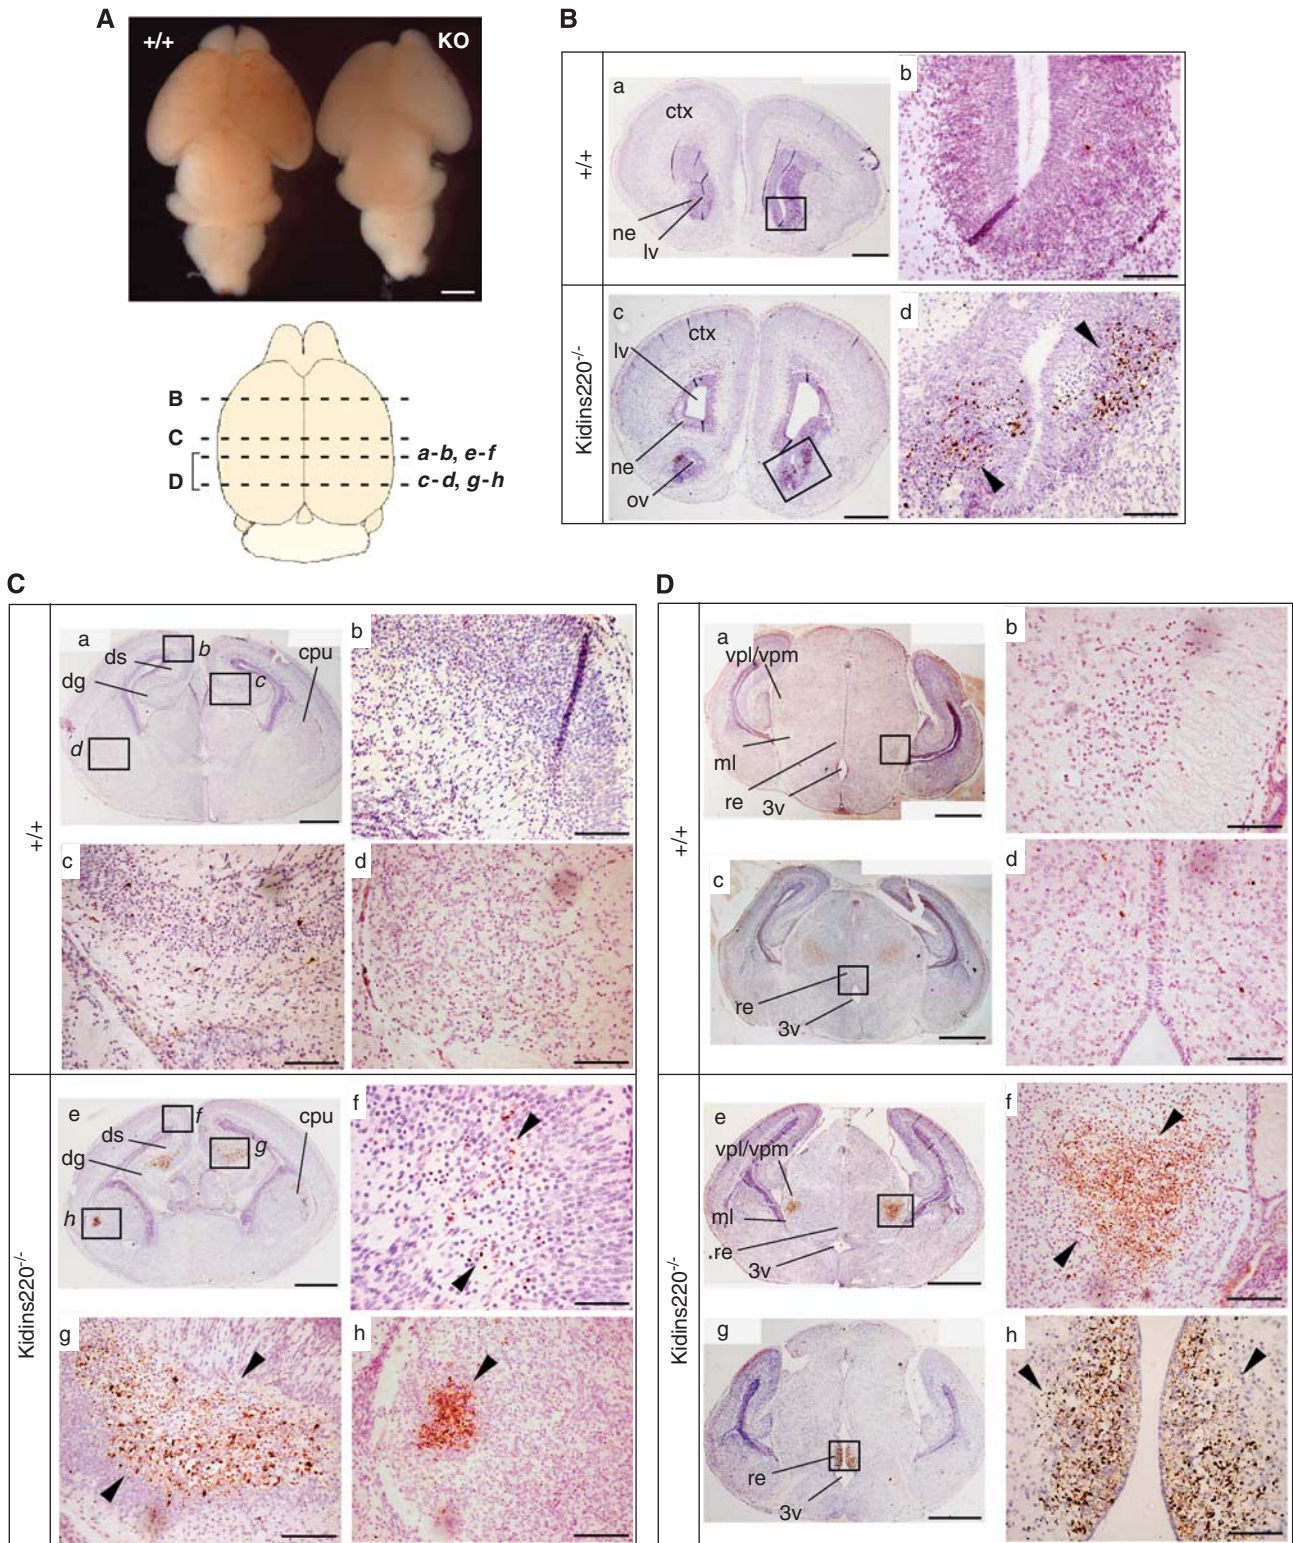 A
+/+
KO
B
C
D
a-b, e-f
c-d, g-h
B
+/+
a
ctx
ne
lv
b
Kidins220-/-
c
ctx
lv
ne
ov
d
C
+/+
a
ds
dg
b
c
d
cpu
b
c
d
Kidins220-/-
e
ds
dg
f
g
h
cpu
f
g
h
D
+/+
a
vpl/vpm
ml
re
3v
b
c
re
3v
d
Kidins220-/-
e
vpl/vpm
ml
re
3v
f
g
re
3v
h